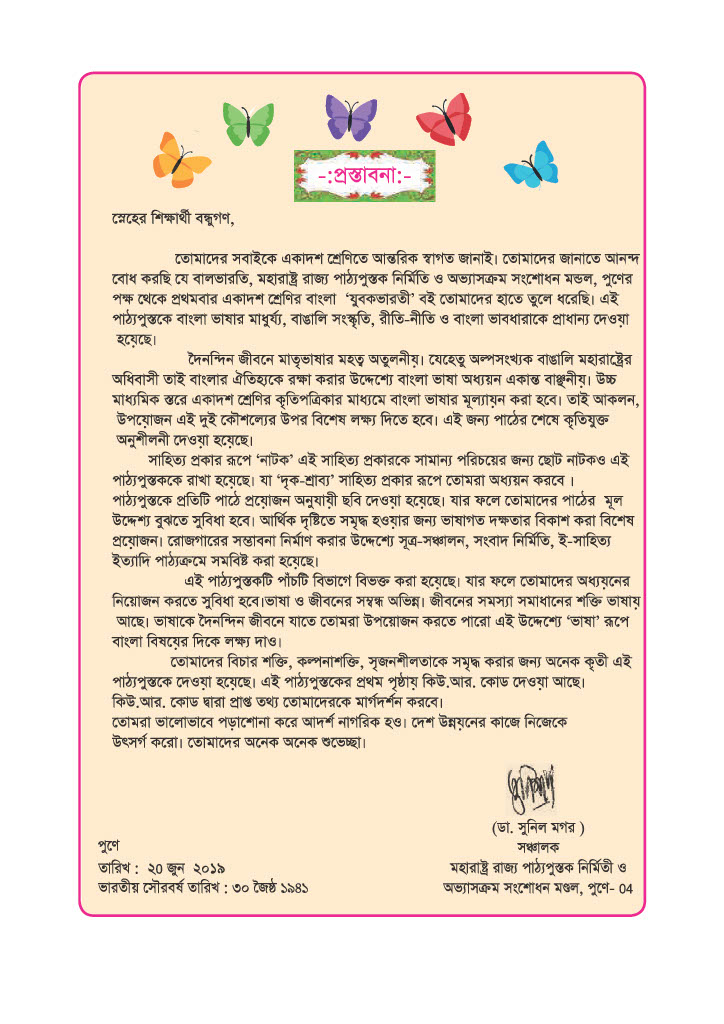 -:প্রস্তাবনা:-
স্নেহের শিক্ষার্থী বন্ধুগণ,
তোমাদের সবাইকে একাদশ শ্রেণিতে আন্তরিক স্বাগত জানাই। তোমাদের জানাতে আনন্দ
বোধ করছি যে বালভারতি, মহারাষ্ট্র রাজ্য পাঠ্যপুস্তক নির্মিতি ও অভ্যাসক্রম সংশোধন মন্ডল, পুণের
পক্ষ থেকে প্রথমবার একাদশ শ্রেণির বাংলা ‘যুবকভারতী’ বই তোমাদের হাতে তুলে ধরেছি। এই
পাঠ্যপুস্তকে বাংলা ভাষার মাধুর্য্য, বাঙালি সংস্কৃতি, রীতি-নীতি ও বাংলা ভাবধারাকে প্রাধান্য দেওয়া
হয়েছে।
দৈনন্দিন জীবনে মাতৃভাষার মহত্ব অতুলনীয়। যেহেতু অল্পসংখ্যক বাঙালি মহারাষ্ট্রের
অধিবাসী তাই বাংলার ঐতিহ্যকে রক্ষা করার উদ্দেশ্যে বাংলা ভাষা অধ্যয়ন একান্ত বাঞ্ছনীয়। উচ্চ
মাধ্যমিক স্তরে একাদশ শ্রেণির কৃতিপত্রিকার মাধ্যমে বাংলা ভাষার মূল্যায়ন করা হবে। তাই আকলন,
উপয়োজন এই দুই কৌশল্যের উপর বিশেষ লক্ষ্য দিতে হবে। এই জন্য পাঠের শেষে কৃতিযুক্ত
অনুশীলনী দেওয়া হয়েছে।
সাহিত্য প্রকার রূপে ‘নাটক’ এই সাহিত্য প্রকারকে সামান্য পরিচয়ের জন্য ছোট নাটকও এই
পাঠ্যপুস্তককে রাখা হয়েছে। যা ‘দৃক-শ্রাব্য’ সাহিত্য প্রকার রূপে তোমরা অধ্যয়ন করবে ।
পাঠ্যপুস্তকে প্রতিটি পাঠে প্রয়োজন অনুযায়ী ছবি দেওয়া হয়েছে। যার ফলে তোমাদের পাঠের মূল
উদ্দেশ্য বুঝতে সুবিধা হবে। আর্থিক দৃষ্টিতে সমৃদ্ধ হওয়ার জন্য ভাষাগত দক্ষতার বিকাশ করা বিশেষ
প্রয়োজন। রোজগারের সম্ভাবনা নির্মাণ করার উদ্দেশ্যে সূত্র-সঞ্চালন, সংবাদ নির্মিতি, ই-সাহিত্য
ইত্যাদি পাঠ্যক্রমে সমবিষ্ট করা হয়েছে।
এই পাঠ্যপুস্তকটি পাঁচটি বিভাগে বিভক্ত করা হয়েছে। যার ফলে তোমাদের অধ্যয়নের
নিয়োজন করতে সুবিধা হবে।ভাষা ও জীবনের সম্বন্ধ অভিন্ন। জীবনের সমস্যা সমাধানের শক্তি ভাষায়
আছে। ভাষাকে দৈনন্দিন জীবনে যাতে তোমরা উপয়োজন করতে পারো এই উদ্দেশ্যে ‘ভাষা’ রূপে
বাংলা বিষয়ের দিকে লক্ষ্য দাও।
তোমাদের বিচার শক্তি, কল্পনাশক্তি, সৃজনশীলতাকে সমৃদ্ধ করার জন্য অনেক কৃতী এই
পাঠ্যপুস্তকে দেওয়া হয়েছে। এই পাঠ্যপুস্তকের প্রথম পৃষ্ঠায় কিউ.আর. কোড দেওয়া আছে।
কিউ.আর. কোড দ্বারা প্রাপ্ত তথ্য তোমাদেরকে মার্গদর্শন করবে।
তোমরা ভালোভাবে পড়াশোনা করে আদর্শ নাগরিক হও। দেশ উন্নয়নের কাজে নিজেকে
উৎসর্গ করো। তোমাদের অনেক অনেক শুভেচ্ছা।
(ডা. সুনিল মগর )
সঞ্চালক
মহারাষ্ট্র রাজ্য পাঠ্যপুস্তক নির্মিতী ও
অভ্যাসক্রম সংশোধন মণ্ডল, পুণে- 04
পুণে
তারিখ : ২0 জুন ২০১৯
ভারতীয় সৌরবর্ষ তারিখ : ৩০ জৈষ্ঠ ১৯৪১